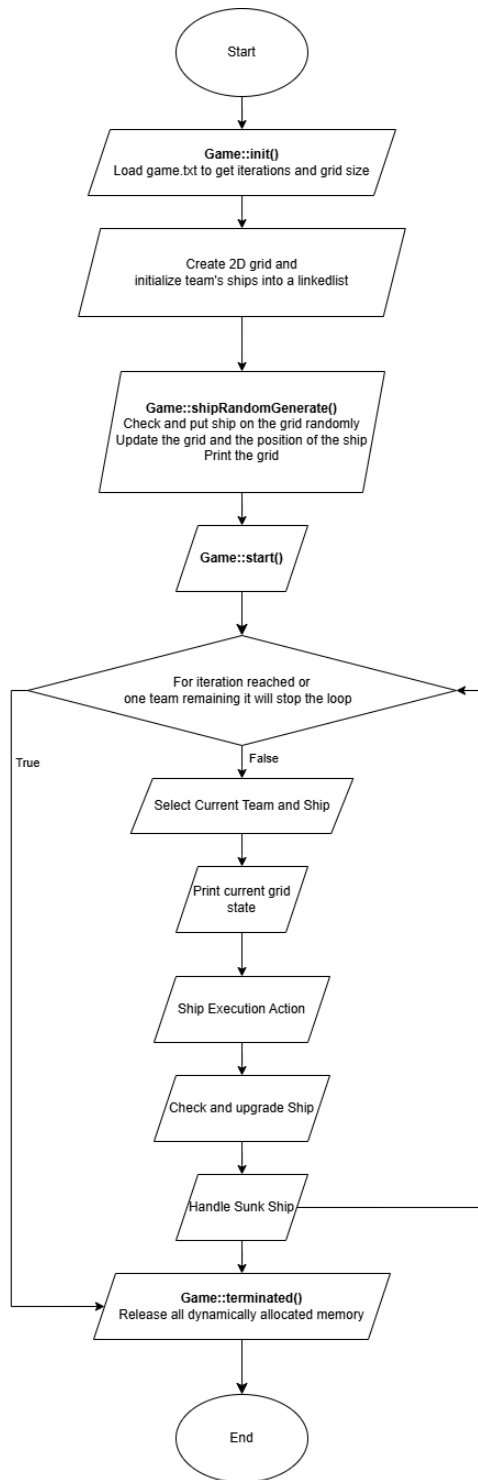 Start
Game::init()
Load game.txt to get iterations and grid size
Create 2D grid and
initialize team's ships into a linkedlist
Game::shipRandomGenerate()
Check and put ship on the grid randomly
Update the grid and the position of the ship
Print the grid
Game::start()
For iteration reached or
one team remaining it will stop the loop
True
False
Select Current Team and Ship
Print current grid
state
Ship Execution Action
Check and upgrade Ship
Handle Sunk Ship
Game::terminated()
Release all dynamically allocated memory
End